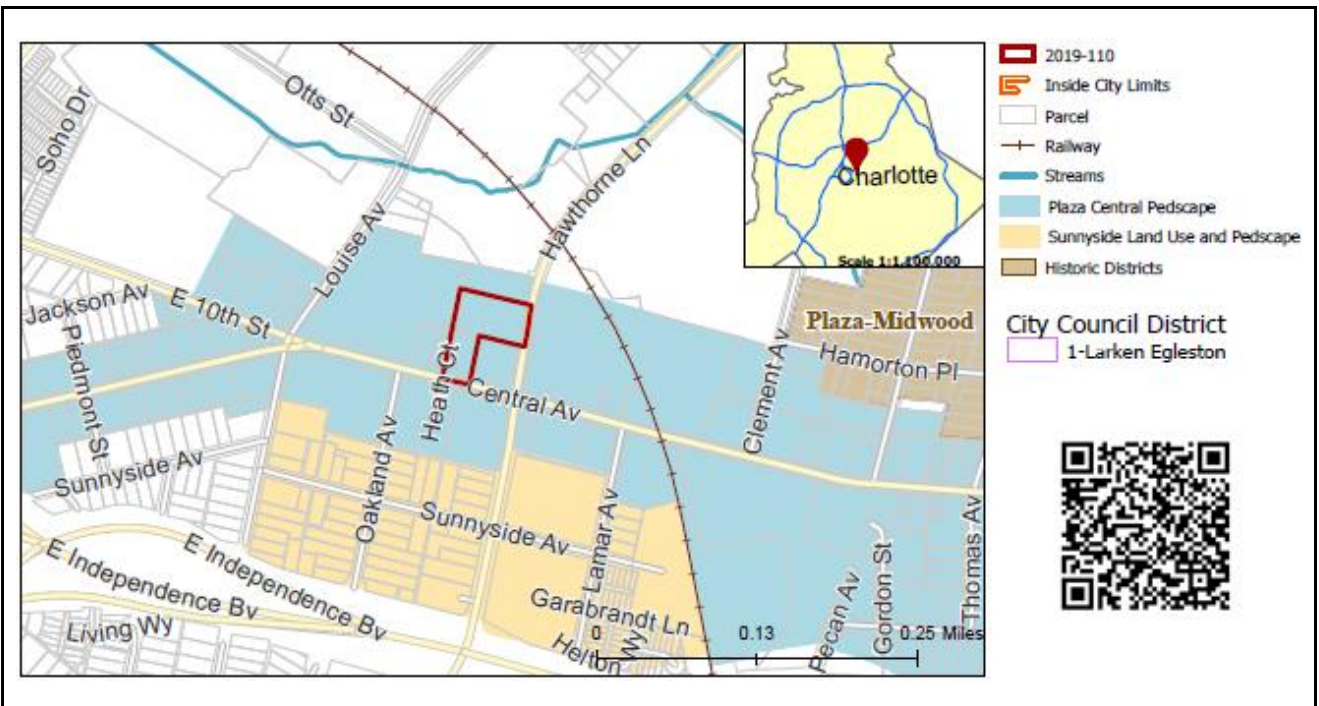 Otts St
Soho Dr
Hawthorne Ln
Charlotte
Scale 1:1,100,000
Louise Av
Jackson Av
E 10th St
Piedmont St
Heath Ct
Central Av
Clement Av
Plaza-Midwood
Hamorton Pl
Sunnyside Av
Oakland Av
Sunnyside Av
Lamar Av
E Independence Bv
E Independence Bv
Garabrandt Ln
Living Wy
Helton Wy
Pecan Av
Gordon St
Thomas Av
0 0.13 0.25 Miles
2019-110
Inside City Limits
Parcel
Railway
Streams
Plaza Central Pedscape
Sunnyside Land Use and Pedscape
Historic Districts
City Council District
1-Larken Egleston